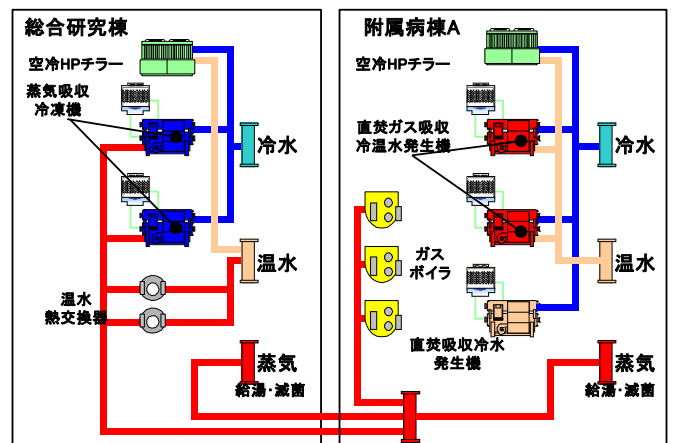 総合研究棟
空冷HPチラー
蒸気吸収
冷凍機
冷水
温水
温水
熱交換器
蒸気
給湯・滅菌
附属病棟A
空冷HPチラー
直焚ガス吸収
冷温水発生機
冷水
ガス
ボイラ
温水
直焚吸収冷水
発生機
蒸気
給湯・滅菌